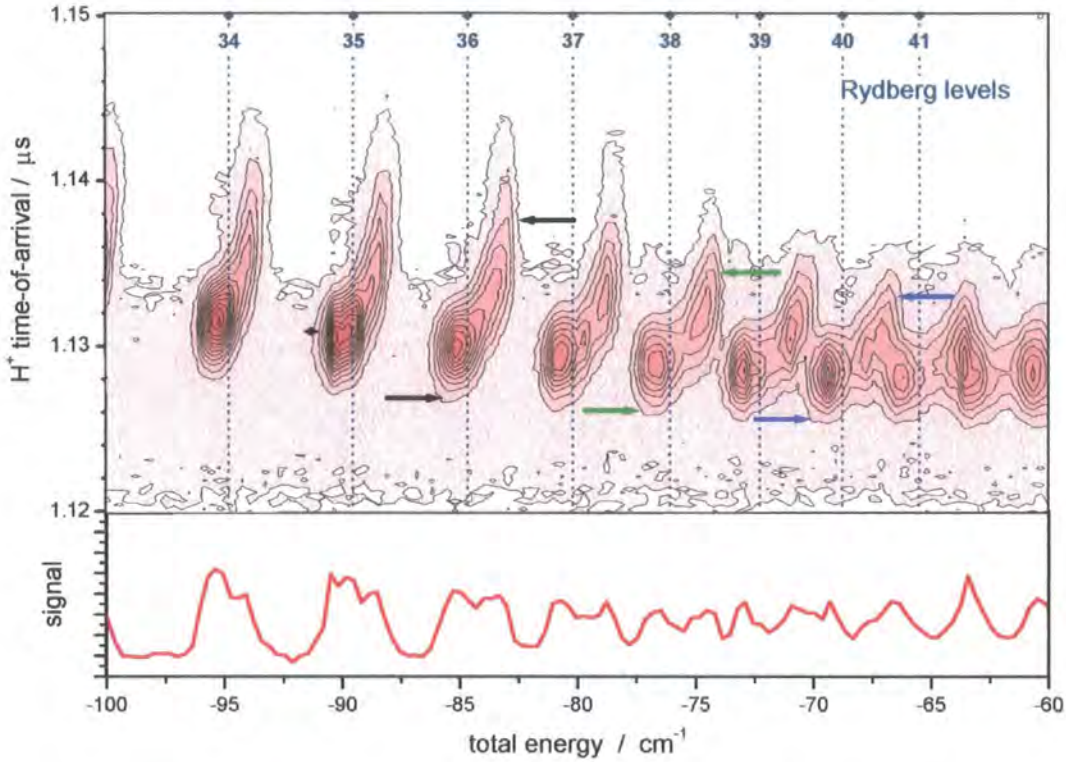 1.15
34 35 36 37 38 39 40 41
Rydberg levels
1.14
1.13
1.12
H⁺ time-of-arrival / μs
signal
-100 -95 -90 -85 -80 -75 -70 -65 -60
total energy / cm⁻¹